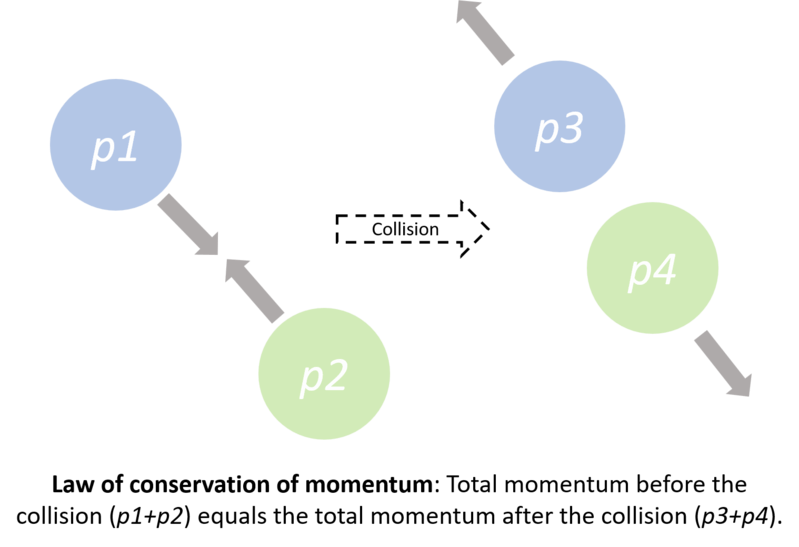 p1
p3
Collision
p4
p2
Law of conservation of momentum: Total momentum before the
collision (p1+p2) equals the total momentum after the collision (p3+p4).